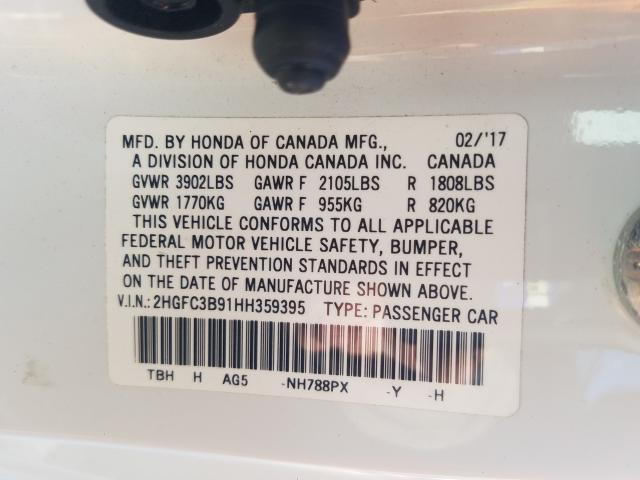 MFD. BY HONDA OF CANADA MFG., 02/'17
A DIVISION OF HONDA CANADA INC. CANADA
GVWR 3902LBS GAWR F 2105LBS R 1808LBS
GVWR 1770KG GAWR F 955KG R 820KG
THIS VEHICLE CONFORMS TO ALL APPLICABLE
FEDERAL MOTOR VEHICLE SAFETY, BUMPER,
AND THEFT PREVENTION STANDARDS IN EFFECT
ON THE DATE OF MANUFACTURE SHOWN ABOVE.
V.I.N.: 2HGFC3B91HH359395 TYPE: PASSENGER CAR
TBH H AG5 -NH788PX -Y -H